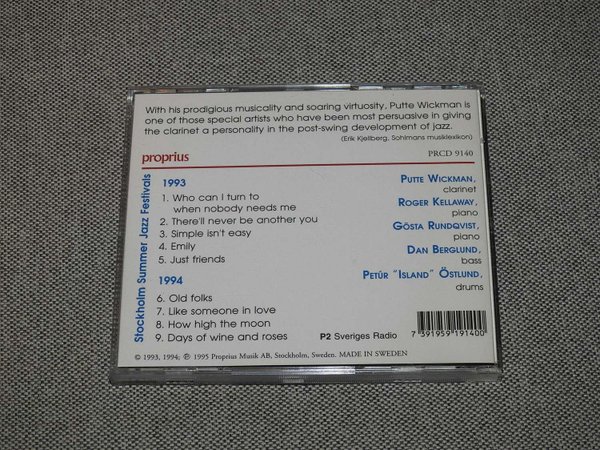 With his prodigious musicality and soaring virtuosity, Putte Wickman is
one of those special artists who have been most persuasive in giving
the clarinet a personality in the post-swing development of jazz.
(Erik Kjellberg, Sohlmans musiklexikon)
proprius
PRCD 9140
Stockholm Summer Jazz Festivals
1993
1. Who can I turn to
when nobody needs me
2. There'll never be another you
3. Simple isn't easy
4. Emily
5. Just friends
1994
6. Old folks
7. Like someone in love
8. How high the moon
9. Days of wine and roses
PUTTE WICKMAN,
clarinet
ROGER KELLAWAY,
piano
GÖSTA RUNDQVIST,
piano
DAN BERGLUND,
bass
PETÚR "ISLAND" ÖSTLUND,
drums
P2 Sveriges Radio
7 391959 191400
© 1993, 1994; ℗ 1995 Proprius Musik AB, Stockholm, Sweden. MADE IN SWEDEN